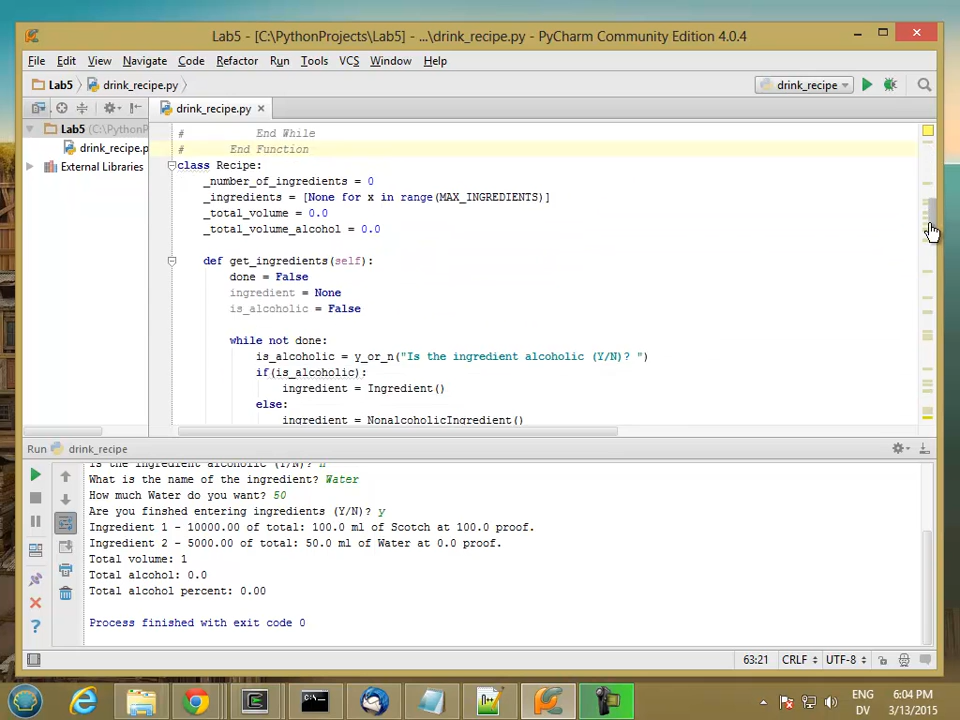 Lab5 - [C:\PythonProjects\Lab5] - ...\drink_recipe.py - PyCharm Community Edition 4.0.4
File Edit View Navigate Code Refactor Run Tools VCS Window Help
Lab5 drink_recipe.py drink_recipe
drink_recipe.py
Lab5 (C:\PythonP
drink_recipe.p
External Libraries
# End While
# End Function
class Recipe:
_number_of_ingredients = 0
_ingredients = [None for x in range(MAX_INGREDIENTS)]
_total_volume = 0.0
_total_volume_alcohol = 0.0
def get_ingredients(self):
done = False
ingredient = None
is_alcoholic = False
while not done:
is_alcoholic = y_or_n("Is the ingredient alcoholic (Y/N)? ")
if(is_alcoholic):
ingredient = Ingredient()
else:
ingredient = NonalcoholicIngredient()
Run drink_recipe
Is the ingredient alcoholic (Y/N)? n
What is the name of the ingredient? Water
How much Water do you want? 50
Are you finshed entering ingredients (Y/N)? y
Ingredient 1 - 10000.00 of total: 100.0 ml of Scotch at 100.0 proof.
Ingredient 2 - 5000.00 of total: 50.0 ml of Water at 0.0 proof.
Total volume: 1
Total alcohol: 0.0
Total alcohol percent: 0.00
Process finished with exit code 0
63:21 CRLF UTF-8
ENG 6:04 PM
DV 3/13/2015